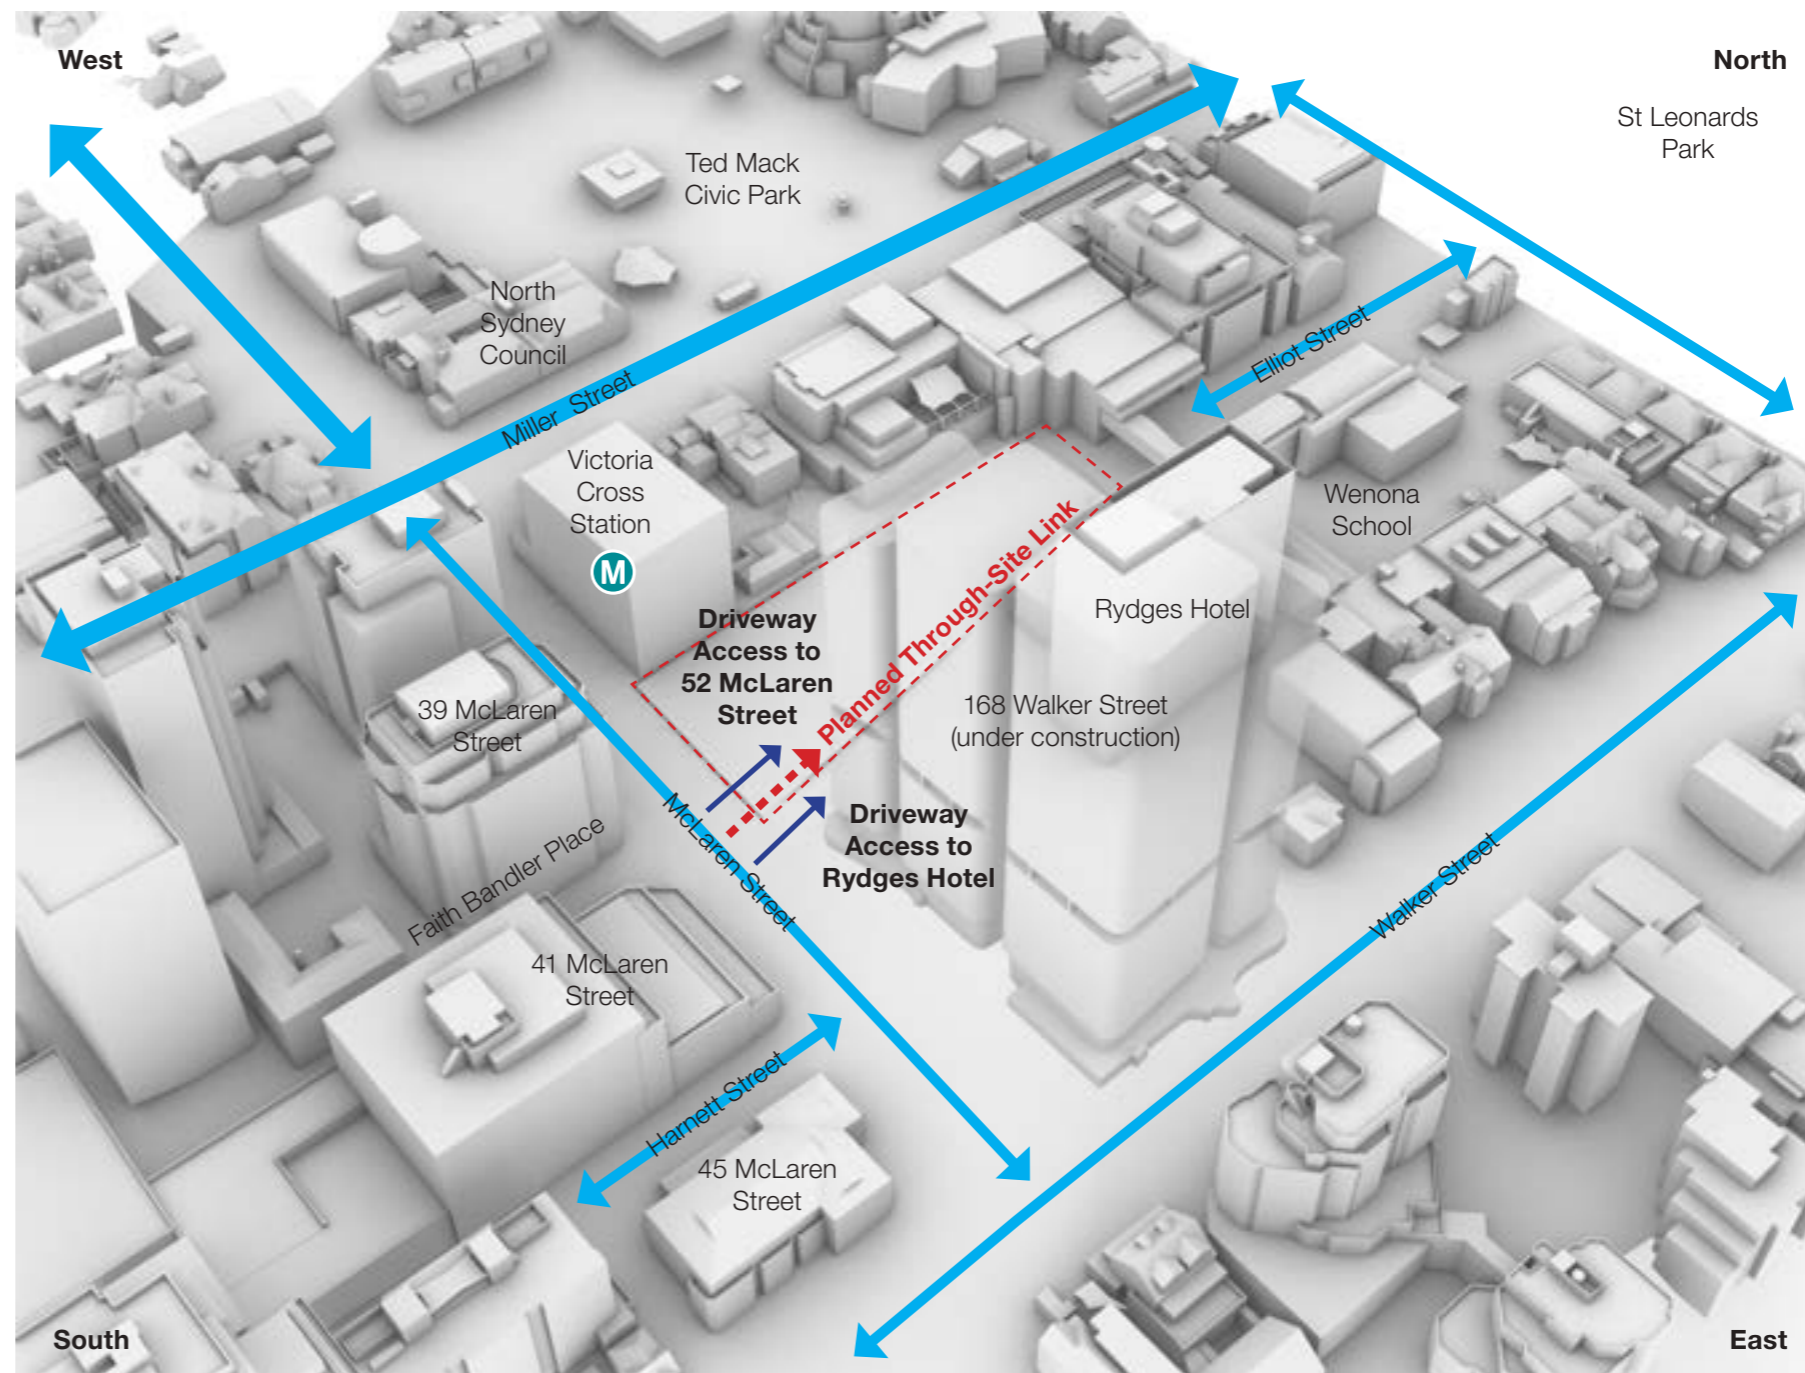 West
North
St Leonards
Park
Ted Mack
Civic Park
North
Sydney
Council
Miller Street
Elliot Street
Victoria
Cross
Station
M
Wenona
School
Planned Through-Site Link
Rydges Hotel
Driveway
Access to
52 McLaren
Street
39 McLaren
Street
168 Walker Street
(under construction)
McLaren Street
Driveway
Access to
Rydges Hotel
Faith Bandler Place
Walker Street
41 McLaren
Street
Harnett Street
45 McLaren
Street
South
East